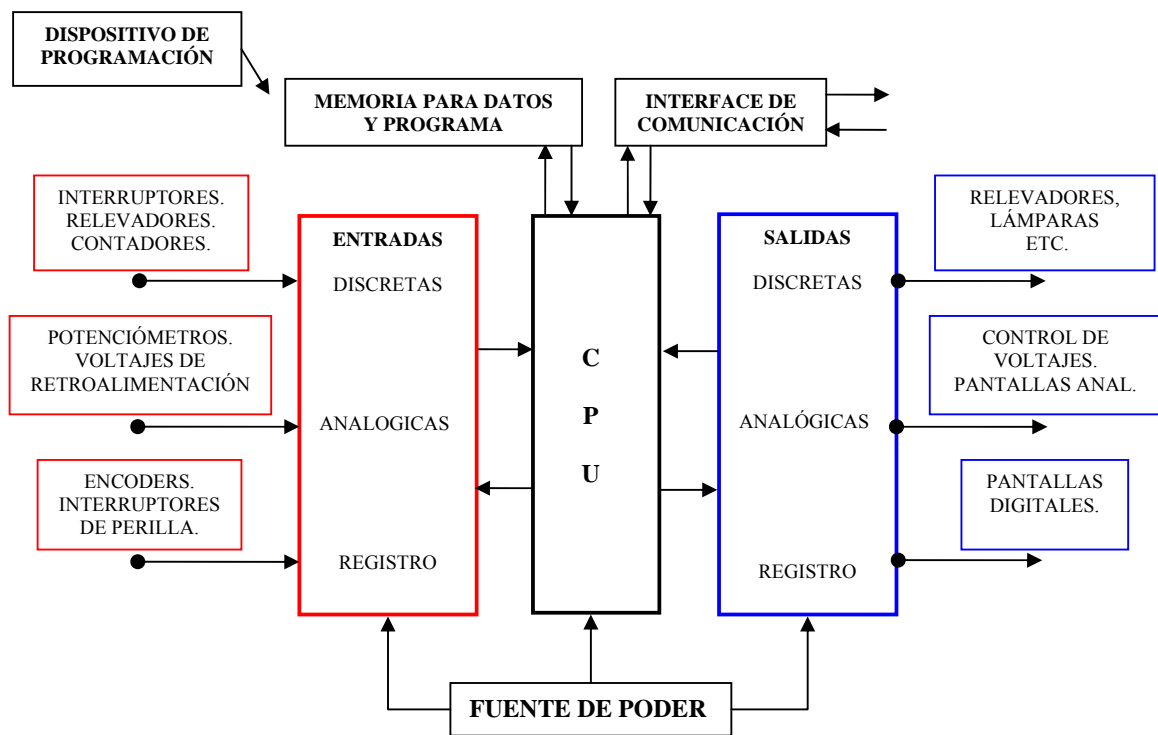 DISPOSITIVO DE
PROGRAMACIÓN
MEMORIA PARA DATOS
Y PROGRAMA
INTERFACE DE
COMUNICACIÓN
INTERRUPTORES.
RELEVADORES.
CONTADORES.
POTENCIÓMETROS.
VOLTAJES DE
RETROALIMENTACIÓN
ENCODERS.
INTERRUPTORES
DE PERILLA.
ENTRADAS
DISCRETAS
ANALOGICAS
REGISTRO
C
P
U
SALIDAS
DISCRETAS
ANALÓGICAS
REGISTRO
RELEVADORES,
LÁMPARAS
ETC.
CONTROL DE
VOLTAJES.
PANTALLAS ANAL.
PANTALLAS
DIGITALES.
FUENTE DE PODER